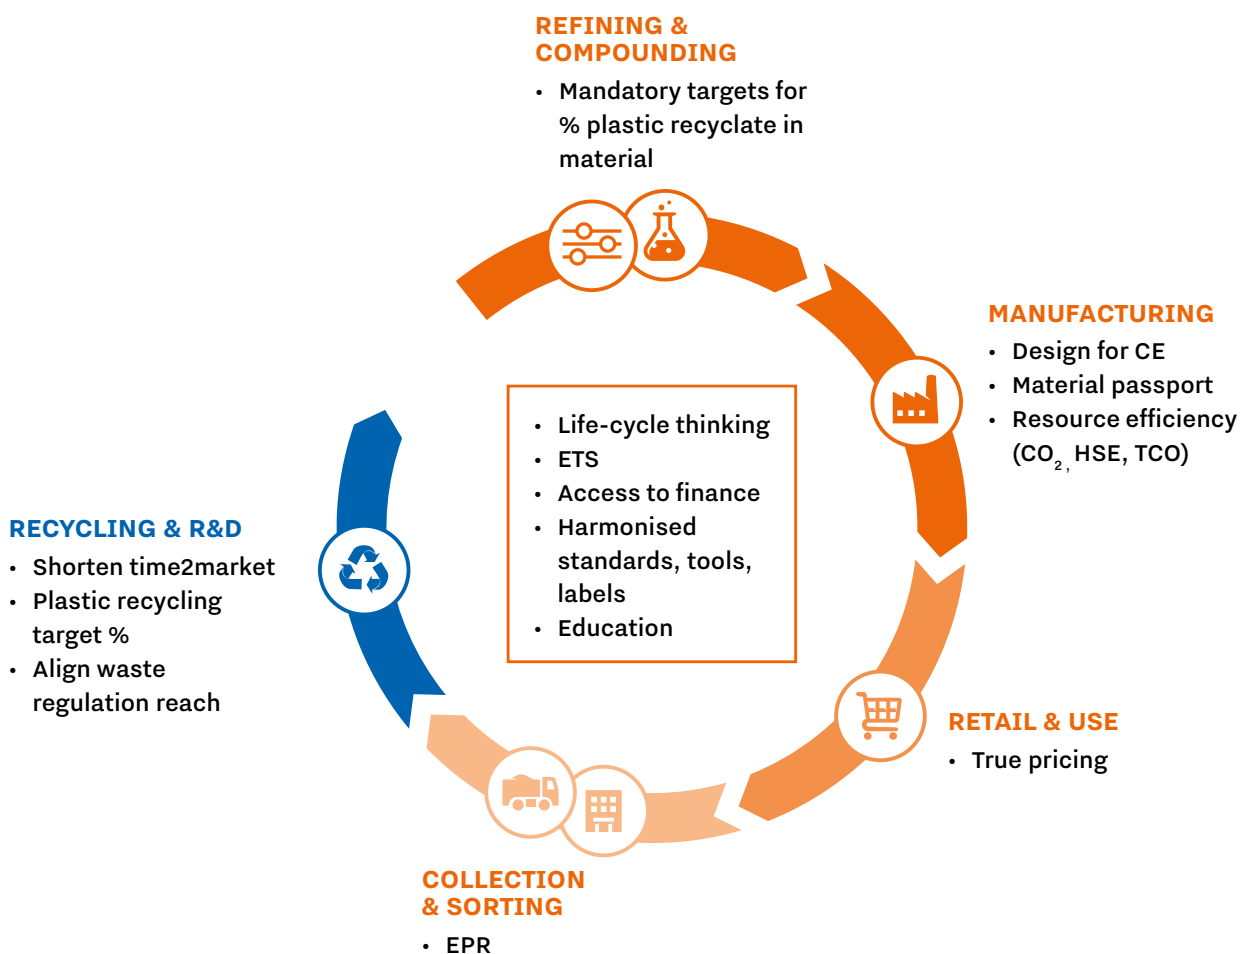 REFINING &
COMPOUNDING
• Mandatory targets for
% plastic recyclate in
material
MANUFACTURING
• Design for CE
• Material passport
• Resource efficiency
(CO₂, HSE, TCO)
• Life-cycle thinking
• ETS
• Access to finance
• Harmonised
standards, tools,
labels
• Education
RECYCLING & R&D
• Shorten time2market
• Plastic recycling
target %
• Align waste
regulation reach
RETAIL & USE
• True pricing
COLLECTION
& SORTING
• EPR